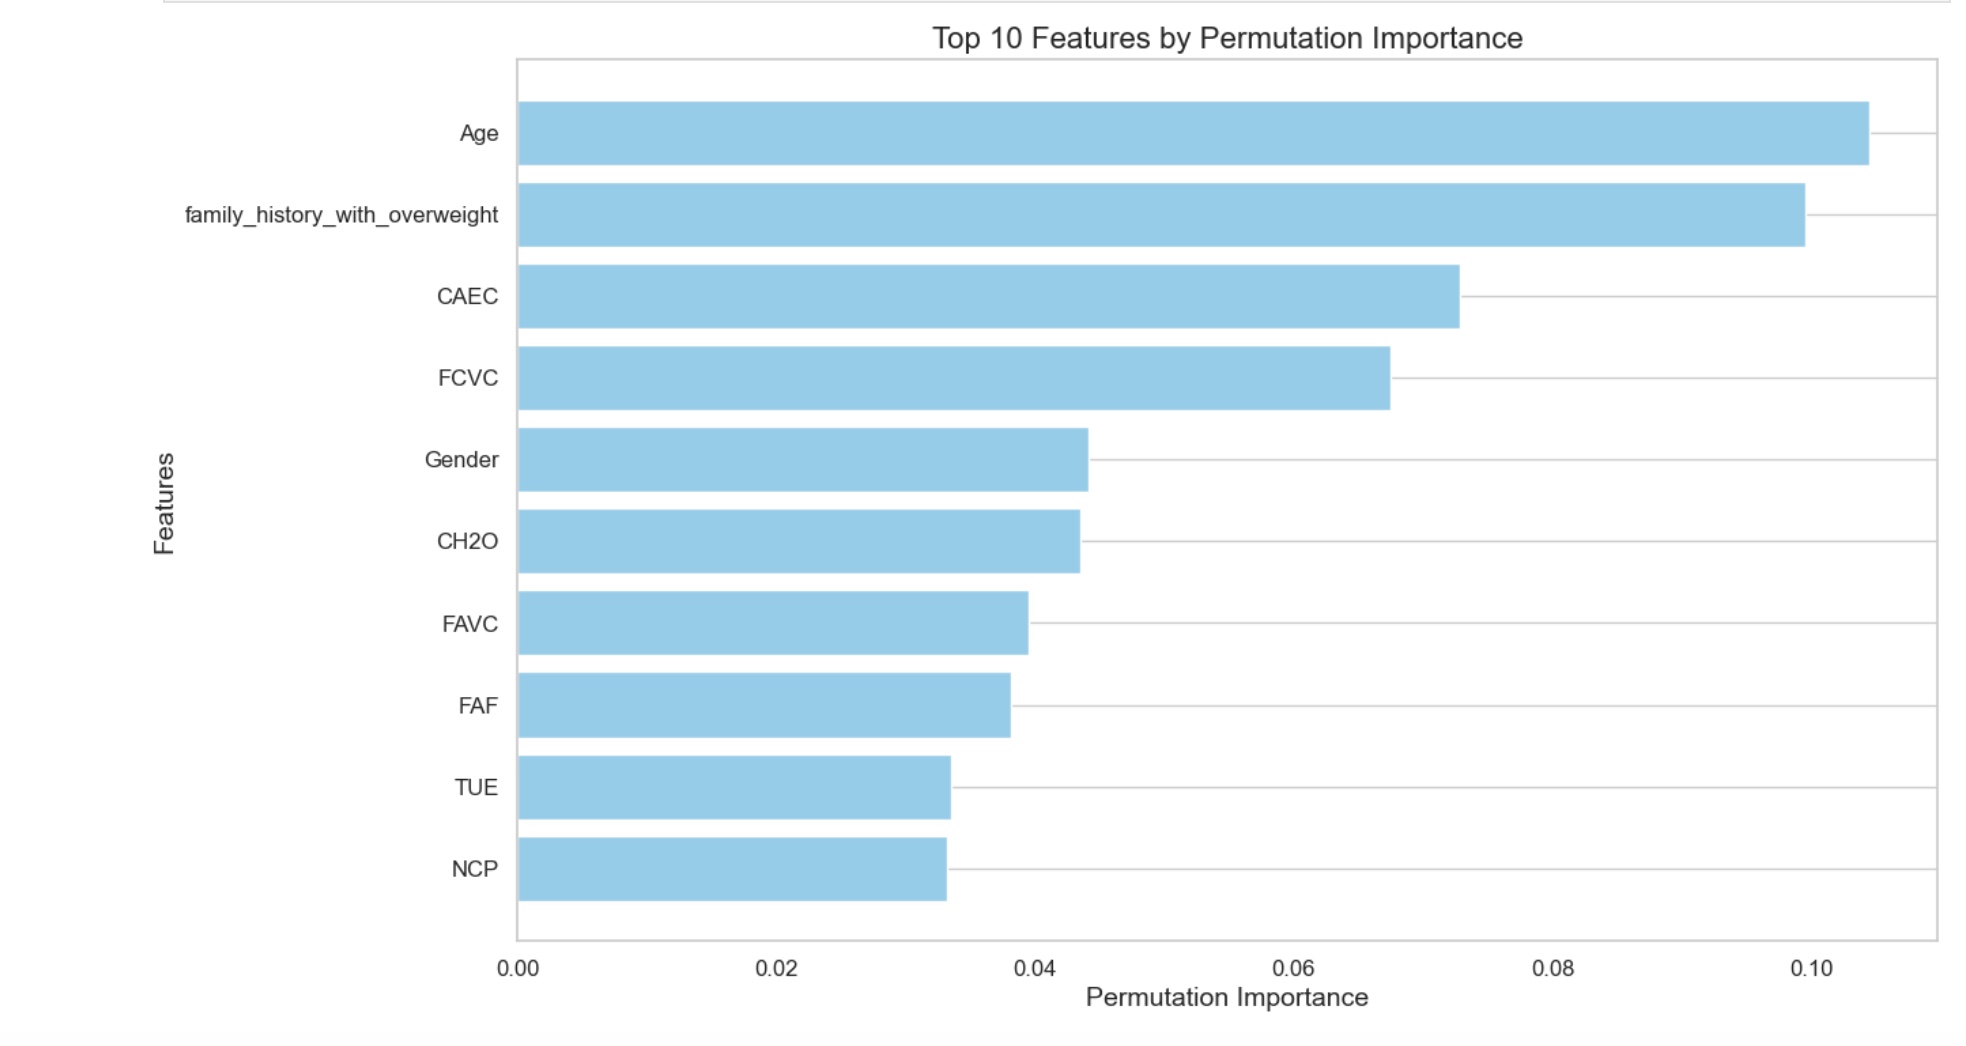 Top 10 Features by Permutation Importance
Features
Age
family_history_with_overweight
CAEC
FCVC
Gender
CH2O
FAVC
FAF
TUE
NCP
0.00 0.02 0.04 0.06 0.08 0.10
Permutation Importance